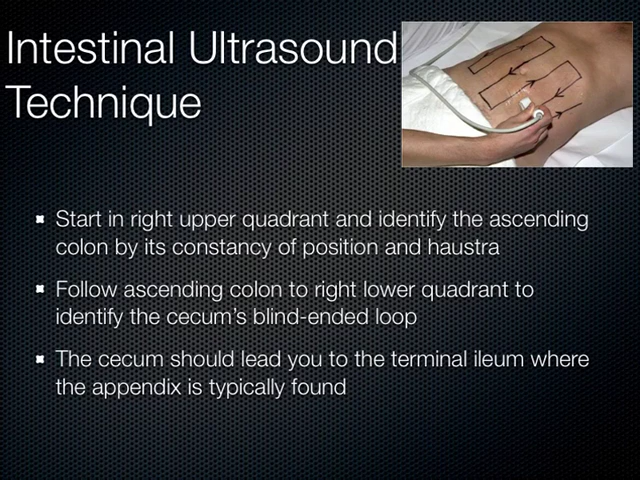 Intestinal Ultrasound
Technique
Start in right upper quadrant and identify the ascending
colon by its constancy of position and haustra
Follow ascending colon to right lower quadrant to
identify the cecum's blind-ended loop
The cecum should lead you to the terminal ileum where
the appendix is typically found